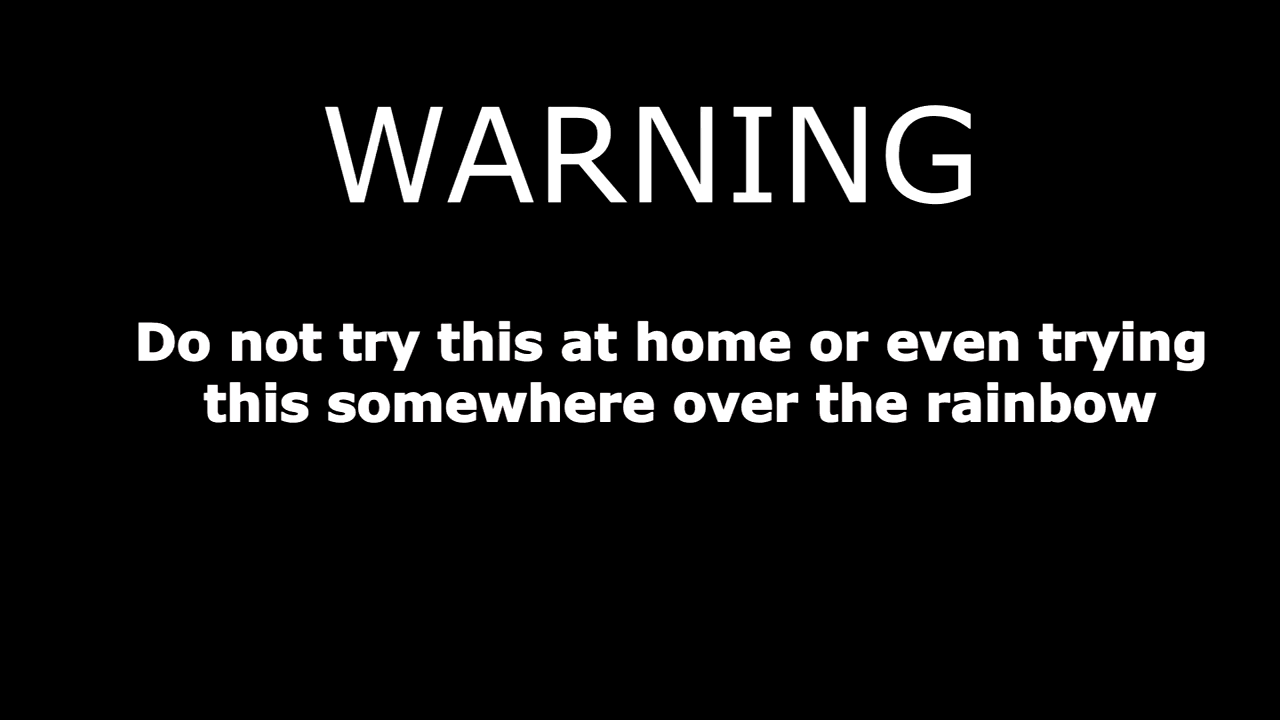 WARNING
Do not try this at home or even trying
this somewhere over the rainbow